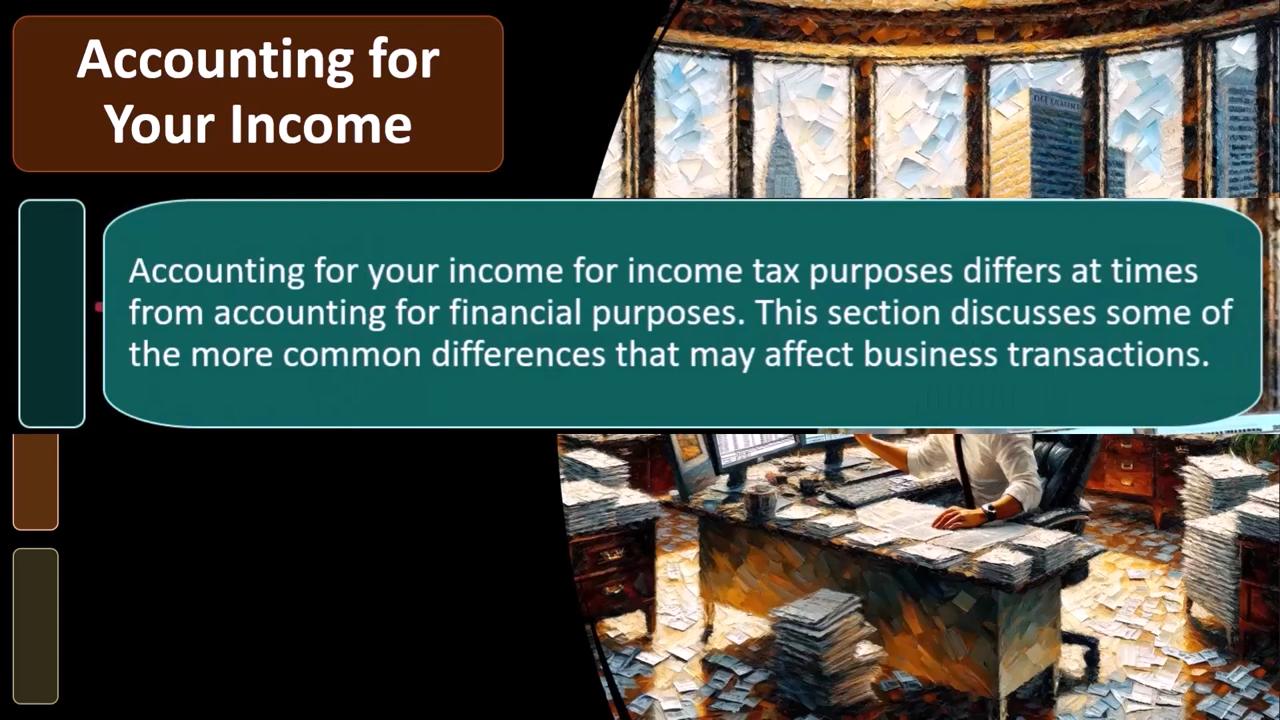 Accounting for
Your Income
Accounting for your income for income tax purposes differs at times
from accounting for financial purposes. This section discusses some of
the more common differences that may affect business transactions.